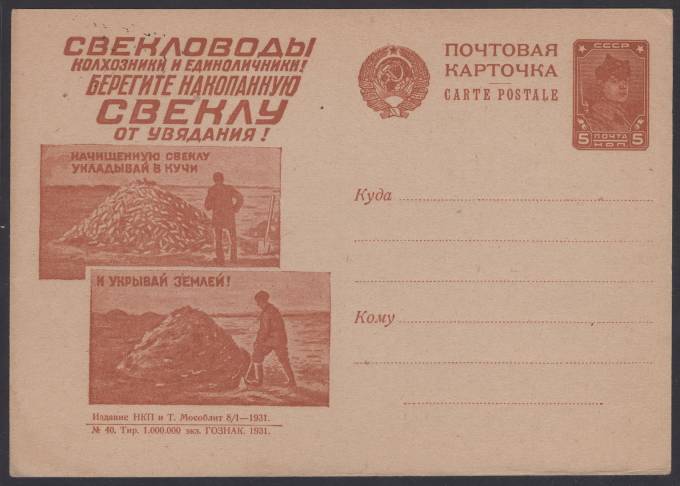 СВЕКЛОВОДЫ
КОЛХОЗНИКИ И ЕДИНОЛИЧНИКИ!
БЕРЕГИТЕ НАКОПАННУЮ
СВЕКЛУ
ОТ УВЯДАНИЯ!
НАЧИЩЕННУЮ СВЕКЛУ
УКЛАДЫВАЙ В КУЧИ
И УКРЫВАЙ ЗЕМЛЕЙ!
Издание НКП и Т. Мособлит 8/I—1931.
№ 40. Тир. 1.000.000 экз. ГОЗНАК. 1931.
ПОЧТОВАЯ
КАРТОЧКА
CARTE POSTALE
СССР
5 ПОЧТА 5
КОП.
Куда
Кому